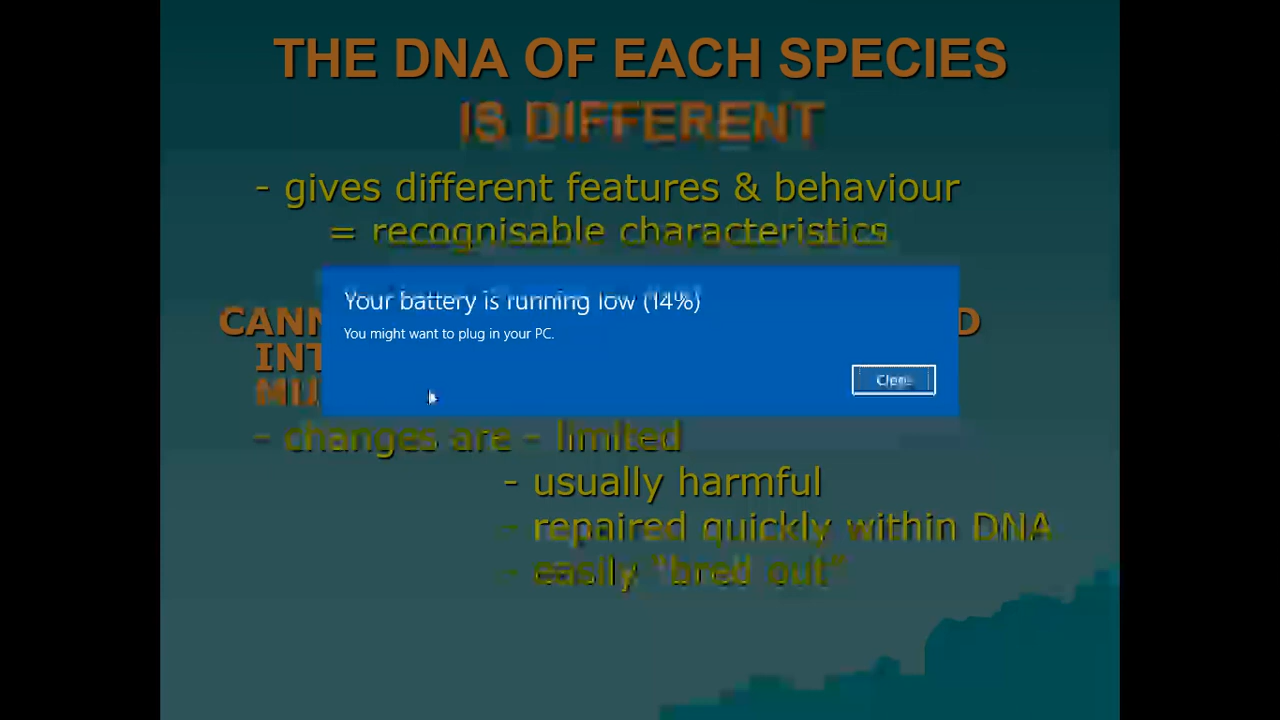 THE DNA OF EACH SPECIES
IS DIFFERENT
- gives different features & behaviour
= recognisable characteristics
Your battery is running low (14%)
You might want to plug in your PC.
Close
- changes are - limited
- usually harmful
- repaired quickly within DNA
- easily "bred out"